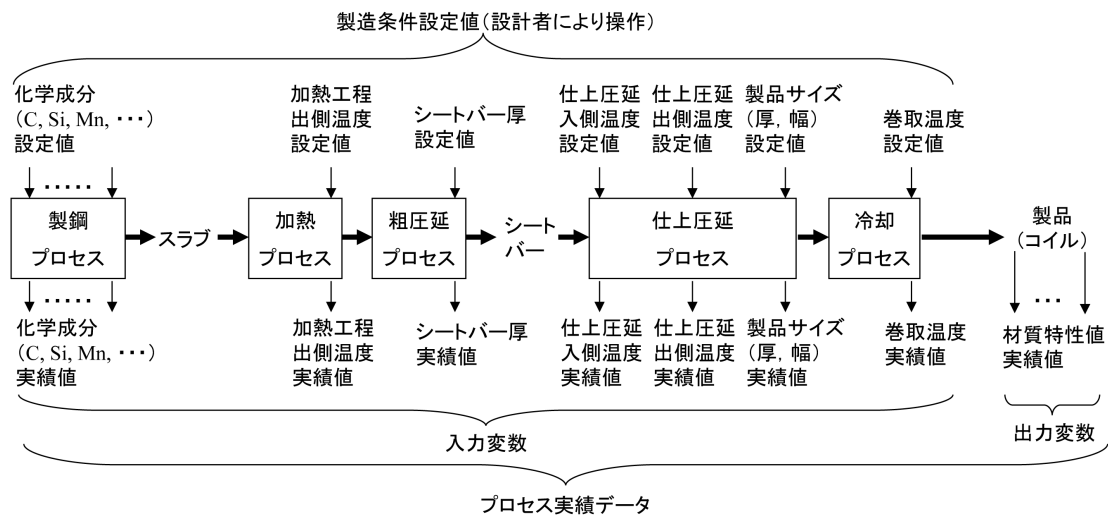 製造条件設定値（設計者により操作）
化学成分
（C, Si, Mn, ･･･）
設定値
加熱工程
出側温度
設定値
シートバー厚
設定値
仕上圧延
入側温度
設定値
仕上圧延
出側温度
設定値
製品サイズ
（厚, 幅）
設定値
巻取温度
設定値
･････
製鋼
プロセス
スラブ
加熱
プロセス
粗圧延
プロセス
シート
バー
仕上圧延
プロセス
冷却
プロセス
製品
（コイル）
･････
･･･
化学成分
（C, Si, Mn, ･･･）
実績値
加熱工程
出側温度
実績値
シートバー厚
実績値
仕上圧延
入側温度
実績値
仕上圧延
出側温度
実績値
製品サイズ
（厚, 幅）
実績値
巻取温度
実績値
材質特性値
実績値
入力変数
出力変数
プロセス実績データ